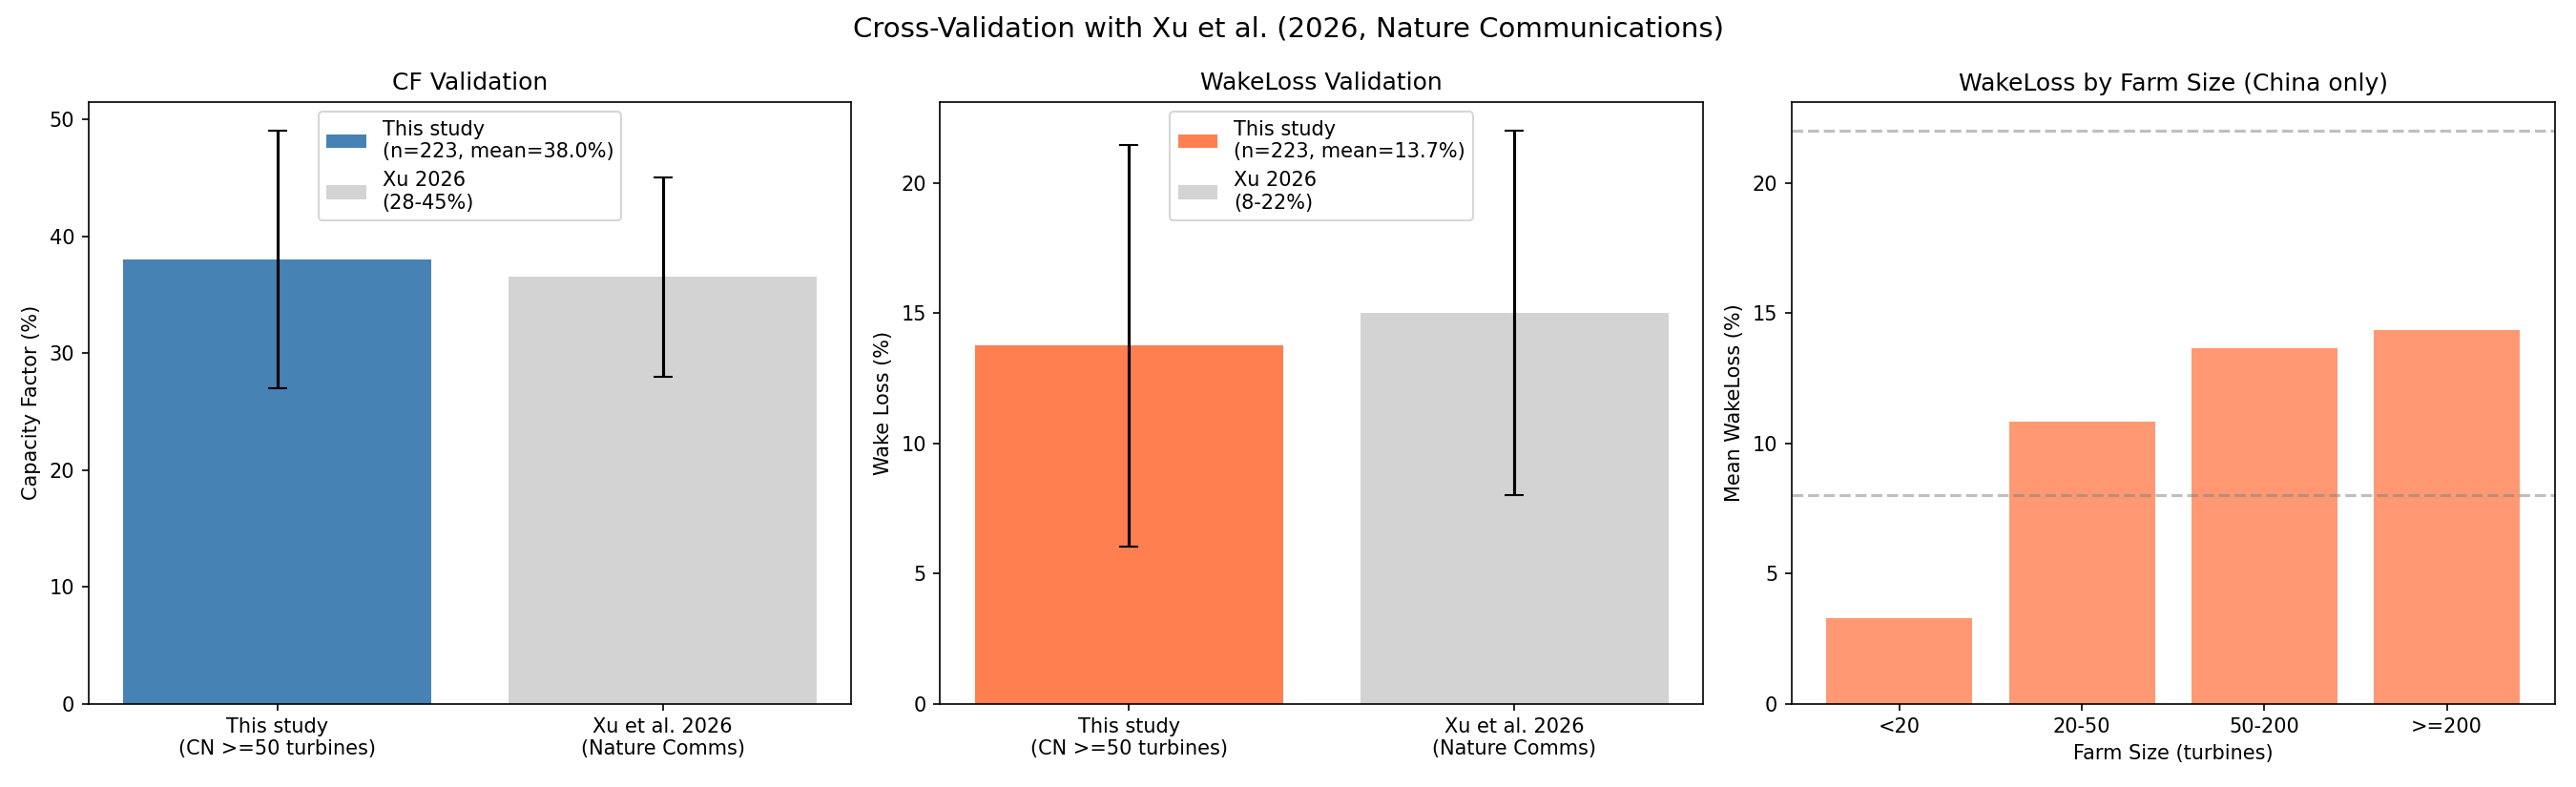 Cross-Validation with Xu et al. (2026, Nature Communications)
CF Validation
50
40
30
20
10
0
Capacity Factor (%)
This study
(n=223, mean=38.0%)
Xu 2026
(28-45%)
This study
(CN >=50 turbines)
Xu et al. 2026
(Nature Comms)
WakeLoss Validation
20
15
10
5
0
Wake Loss (%)
This study
(n=223, mean=13.7%)
Xu 2026
(8-22%)
This study
(CN >=50 turbines)
Xu et al. 2026
(Nature Comms)
WakeLoss by Farm Size (China only)
20
15
10
5
0
Mean WakeLoss (%)
<20
20-50
50-200
>=200
Farm Size (turbines)